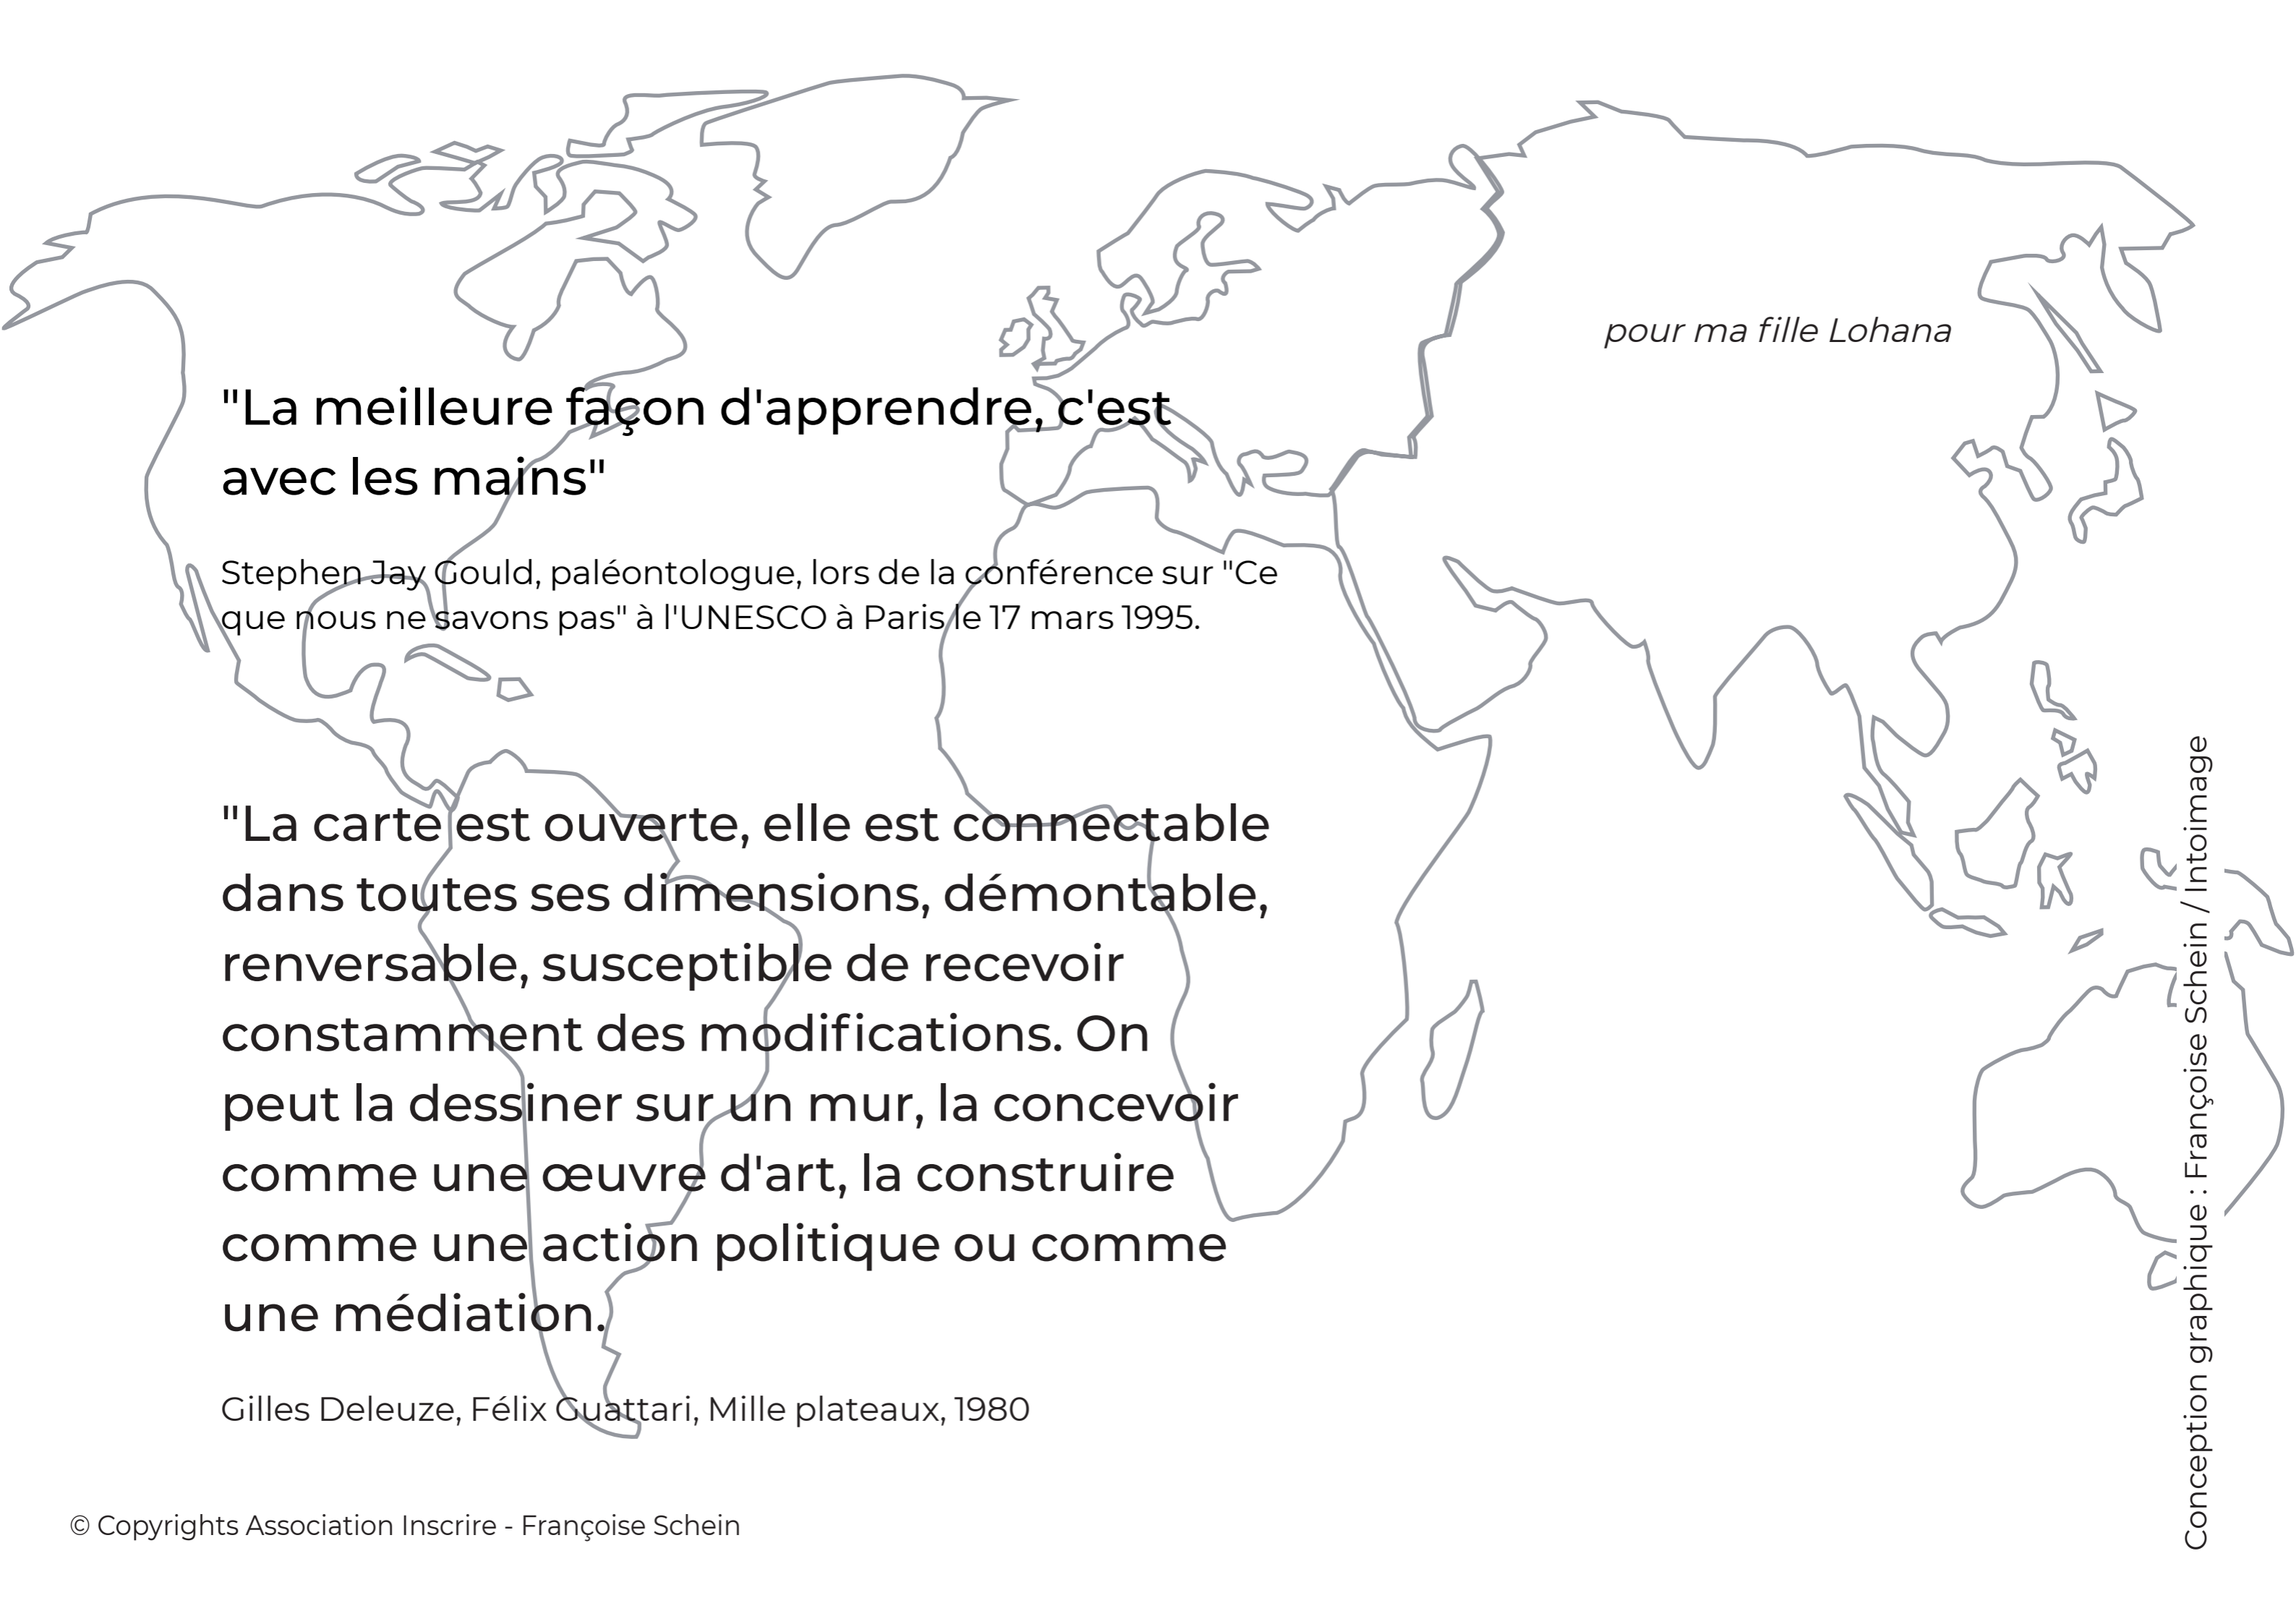 pour ma fille Lohana
"La meilleure façon d'apprendre, c'est
avec les mains"
Stephen Jay Gould, paléontologue, lors de la conférence sur "Ce
que nous ne savons pas" à l'UNESCO à Paris le 17 mars 1995.
"La carte est ouverte, elle est connectable
dans toutes ses dimensions, démontable,
renversable, susceptible de recevoir
constamment des modifications. On
peut la dessiner sur un mur, la concevoir
comme une œuvre d'art, la construire
comme une action politique ou comme
une médiation.
Gilles Deleuze, Félix Guattari, Mille plateaux, 1980
© Copyrights Association Inscrire - Françoise Schein
Conception graphique : Françoise Schein / Intoimage